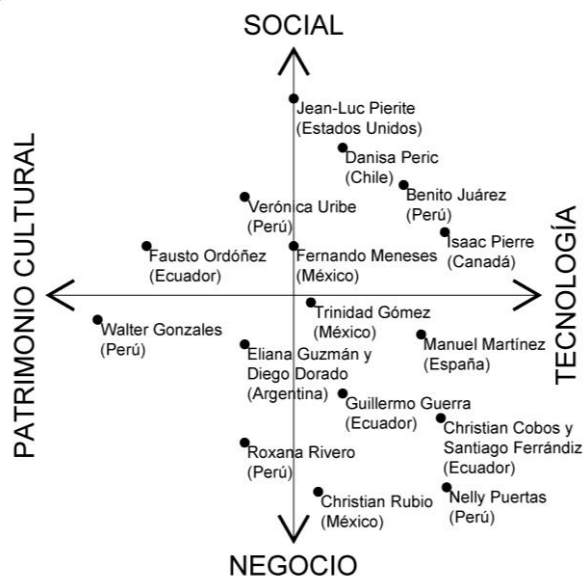 SOCIAL
Jean-Luc Pierite
(Estados Unidos)
Danisa Peric
(Chile)
Benito Juárez
(Perú)
Verónica Uribe
(Perú)
Isaac Pierre
(Canadá)
Fausto Ordóñez
(Ecuador)
Fernando Meneses
(México)
PATRIMONIO CULTURAL
TECNOLOGÍA
Trinidad Gómez
(México)
Walter Gonzales
(Perú)
Manuel Martínez
(España)
Eliana Guzmán y
Diego Dorado
(Argentina)
Guillermo Guerra
(Ecuador)
Christian Cobos y
Santiago Ferrándiz
(Ecuador)
Roxana Rivero
(Perú)
Christian Rubio
(México)
Nelly Puertas
(Perú)
NEGOCIO